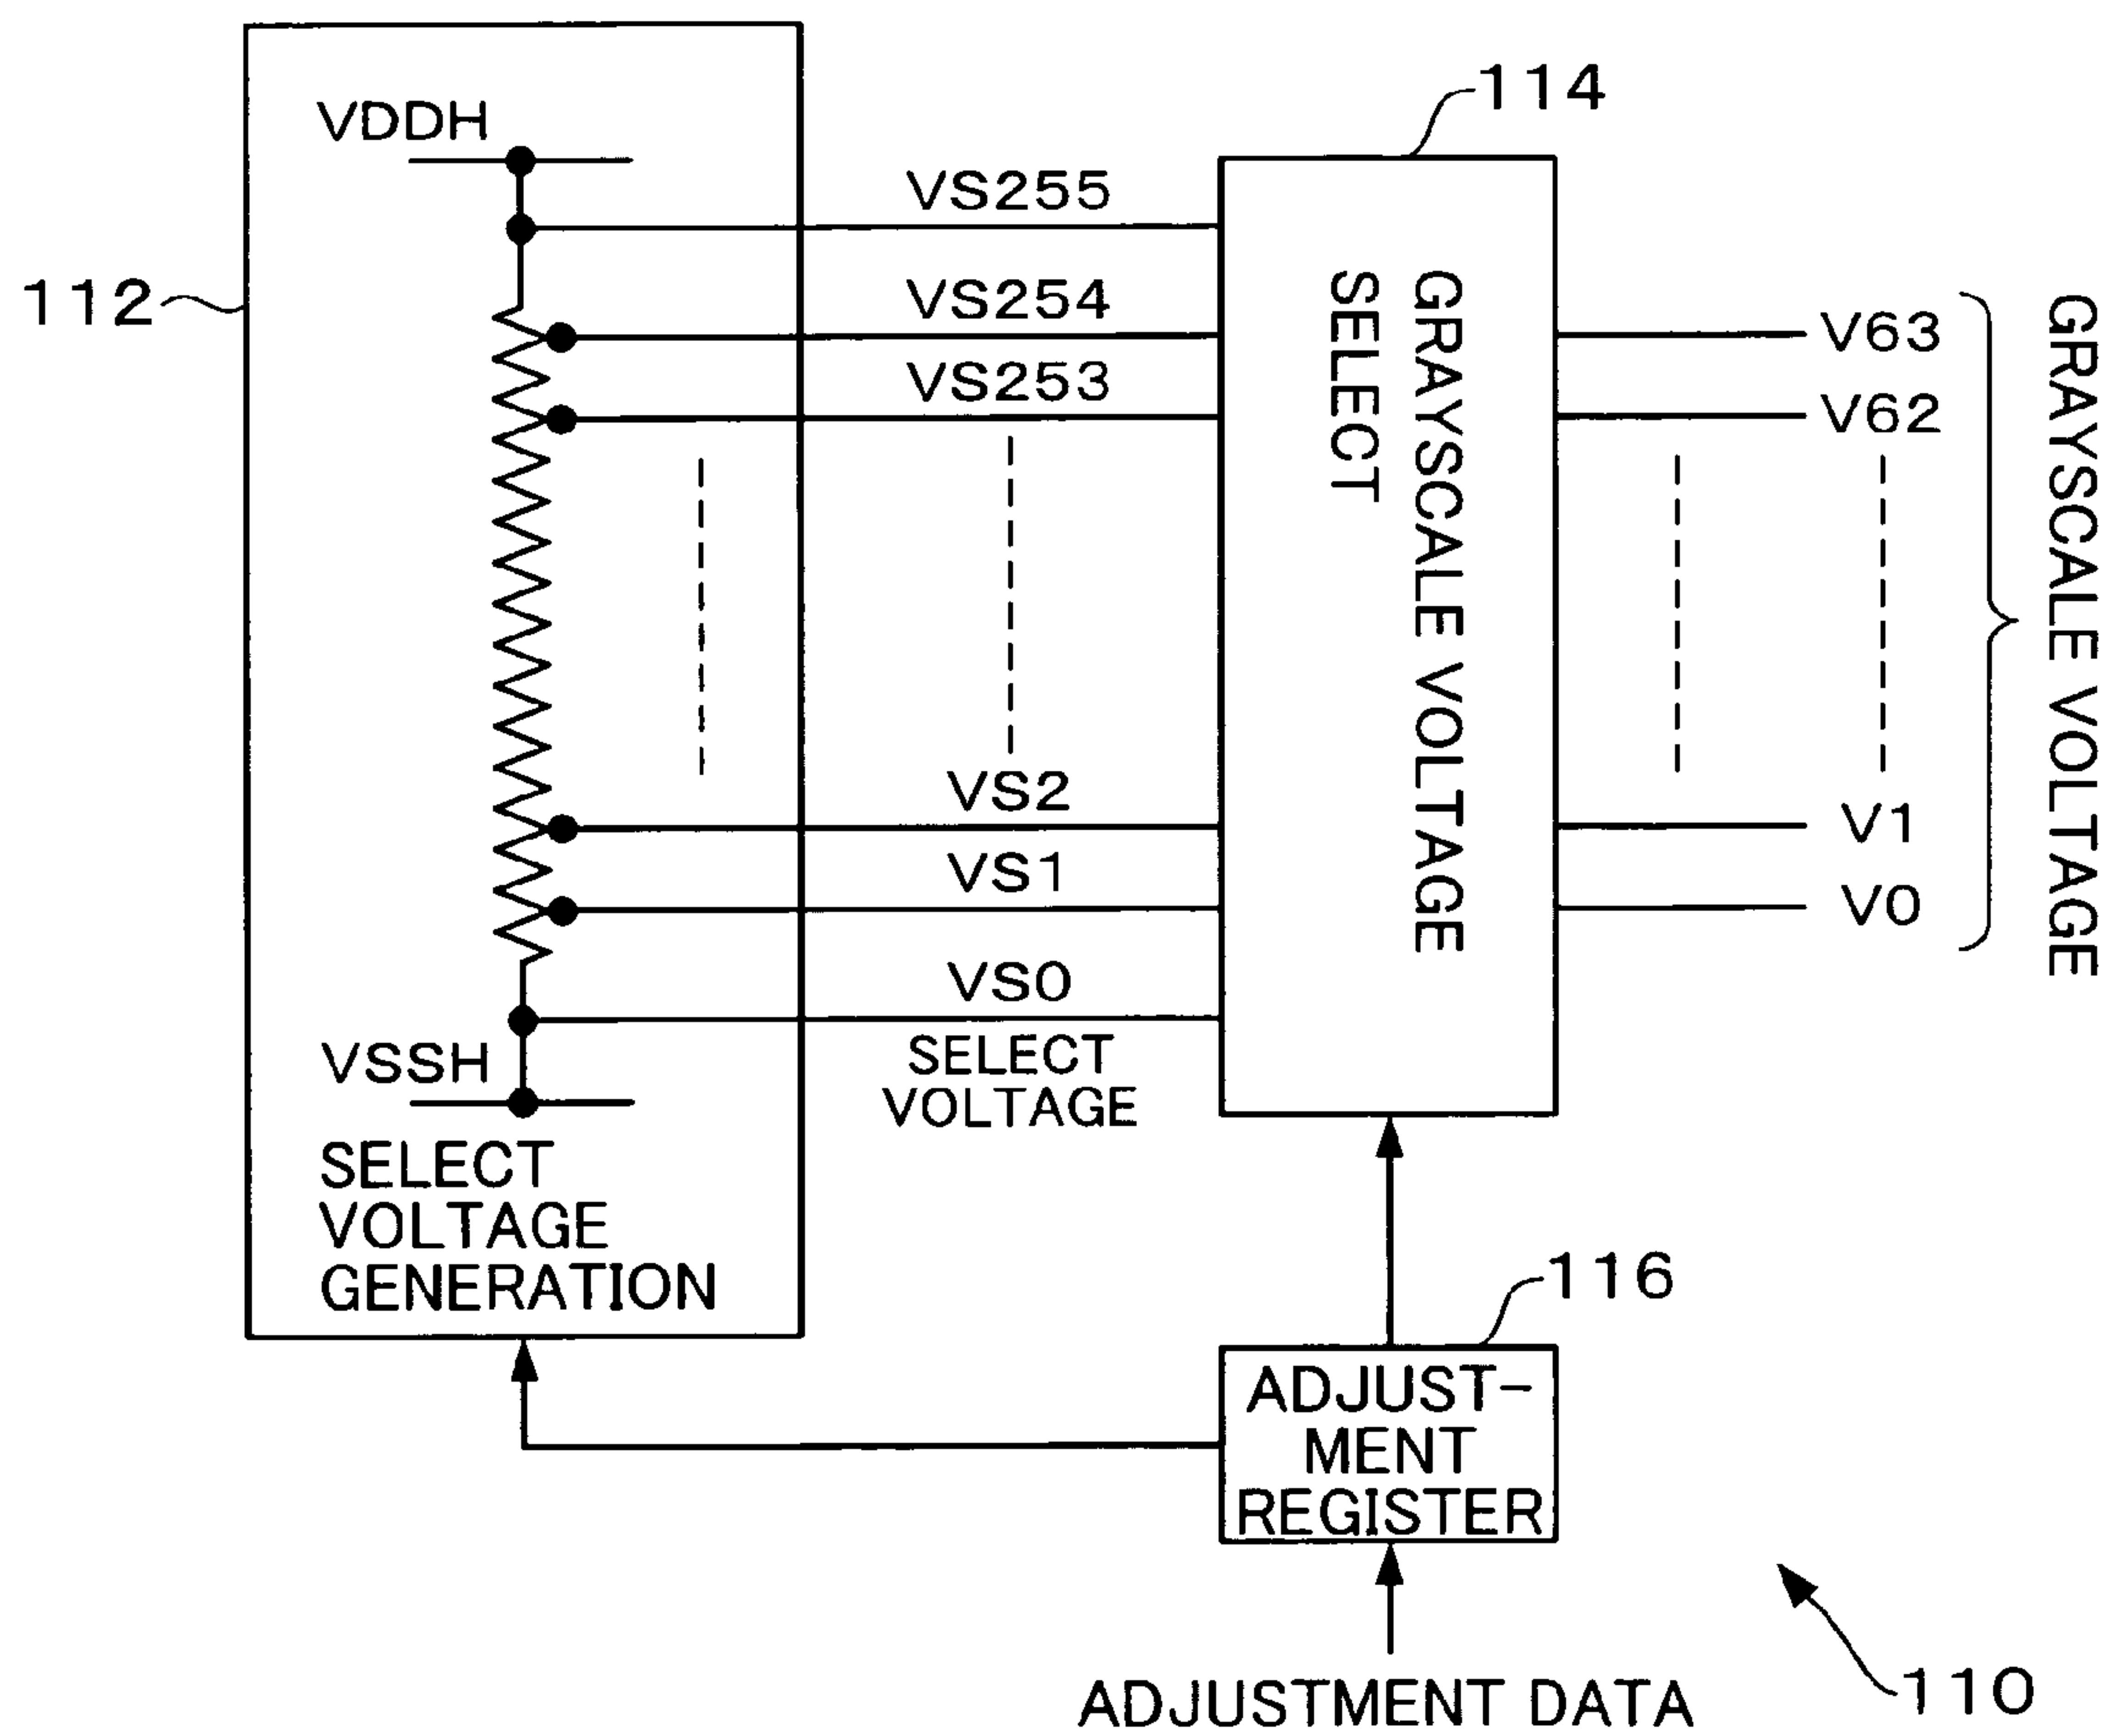 114
VDDH
VS255
112
VS254
VS253
GRAYSCALE VOLTAGE
SELECT
V63
V62
GRAYSCALE VOLTAGE
VS2
V1
VS1
V0
VS0
VSSH
SELECT
VOLTAGE
SELECT
VOLTAGE
GENERATION
116
ADJUST-
MENT
REGISTER
ADJUSTMENT DATA
110